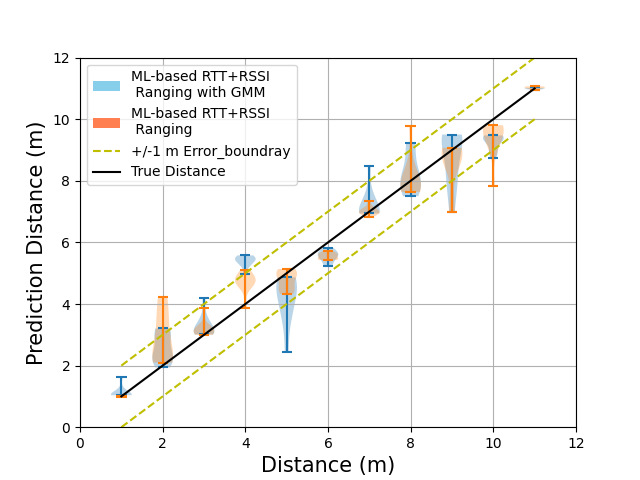 ML-based RTT+RSSI
Ranging with GMM
ML-based RTT+RSSI
Ranging
+/-1 m Error_boundray
True Distance
Prediction Distance (m)
12
10
8
6
4
2
0
0 2 4 6 8 10 12
Distance (m)